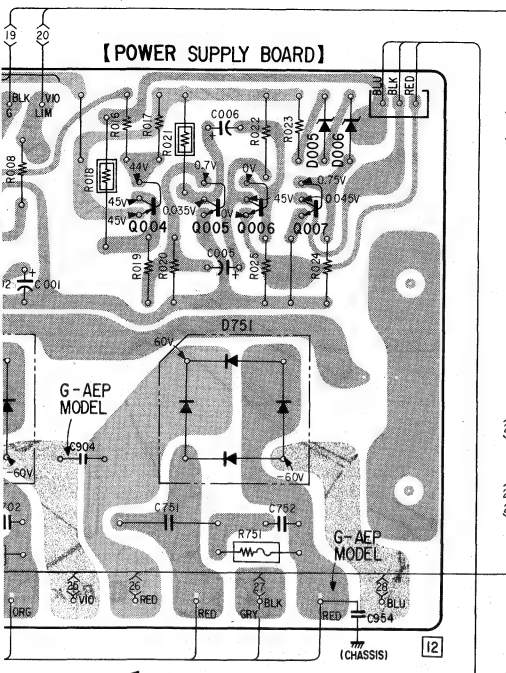 19 20
[POWER SUPPLY BOARD]
BLU BLK RED
BLK VIO
G LIM
R016 R017 R021 C006 R022 R023 D005 D006
R008
R018
44V 0.7V 0V 0.75V
45V 0.035V 45V 0.045V
45V 0V
Q004 Q005 Q006 Q007
R019 R020 C005 R025 R024
+
C001
D751
60V
G-AEP
MODEL
C904
-60V -60V
702 C751 C752
R751
G-AEP
MODEL
26 27 28
ORG VIO RED RED GRY BLK RED BLU
C954
(CHASSIS)
12